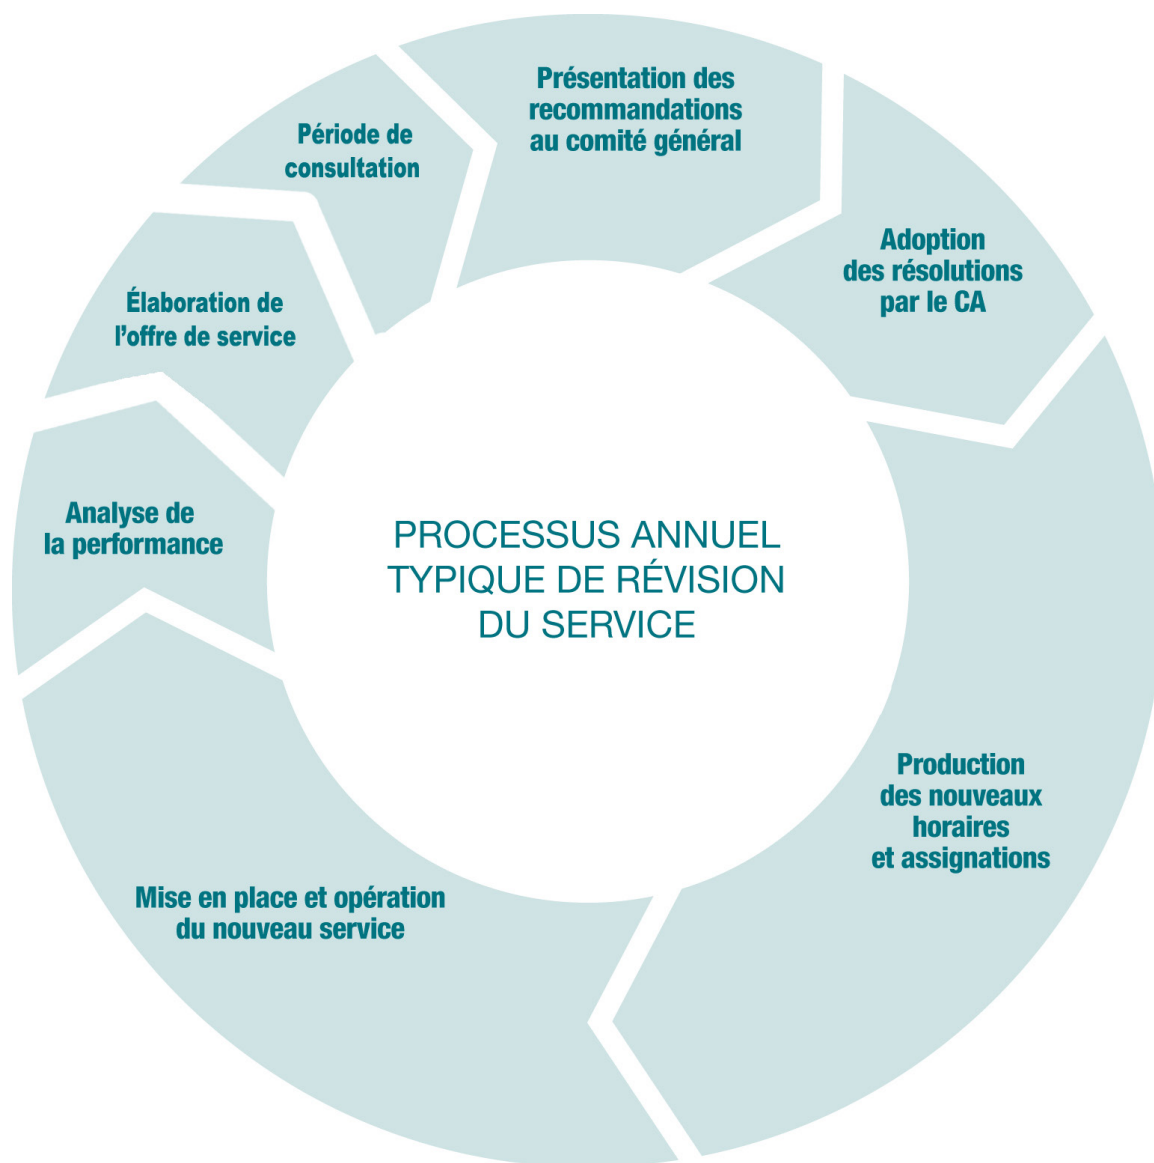 Présentation des
recommandations
au comité général
Période de
consultation
Adoption
des résolutions
par le CA
Élaboration de
l'offre de service
Analyse de
la performance
PROCESSUS ANNUEL
TYPIQUE DE RÉVISION
DU SERVICE
Production
des nouveaux
horaires
et assignations
Mise en place et opération
du nouveau service